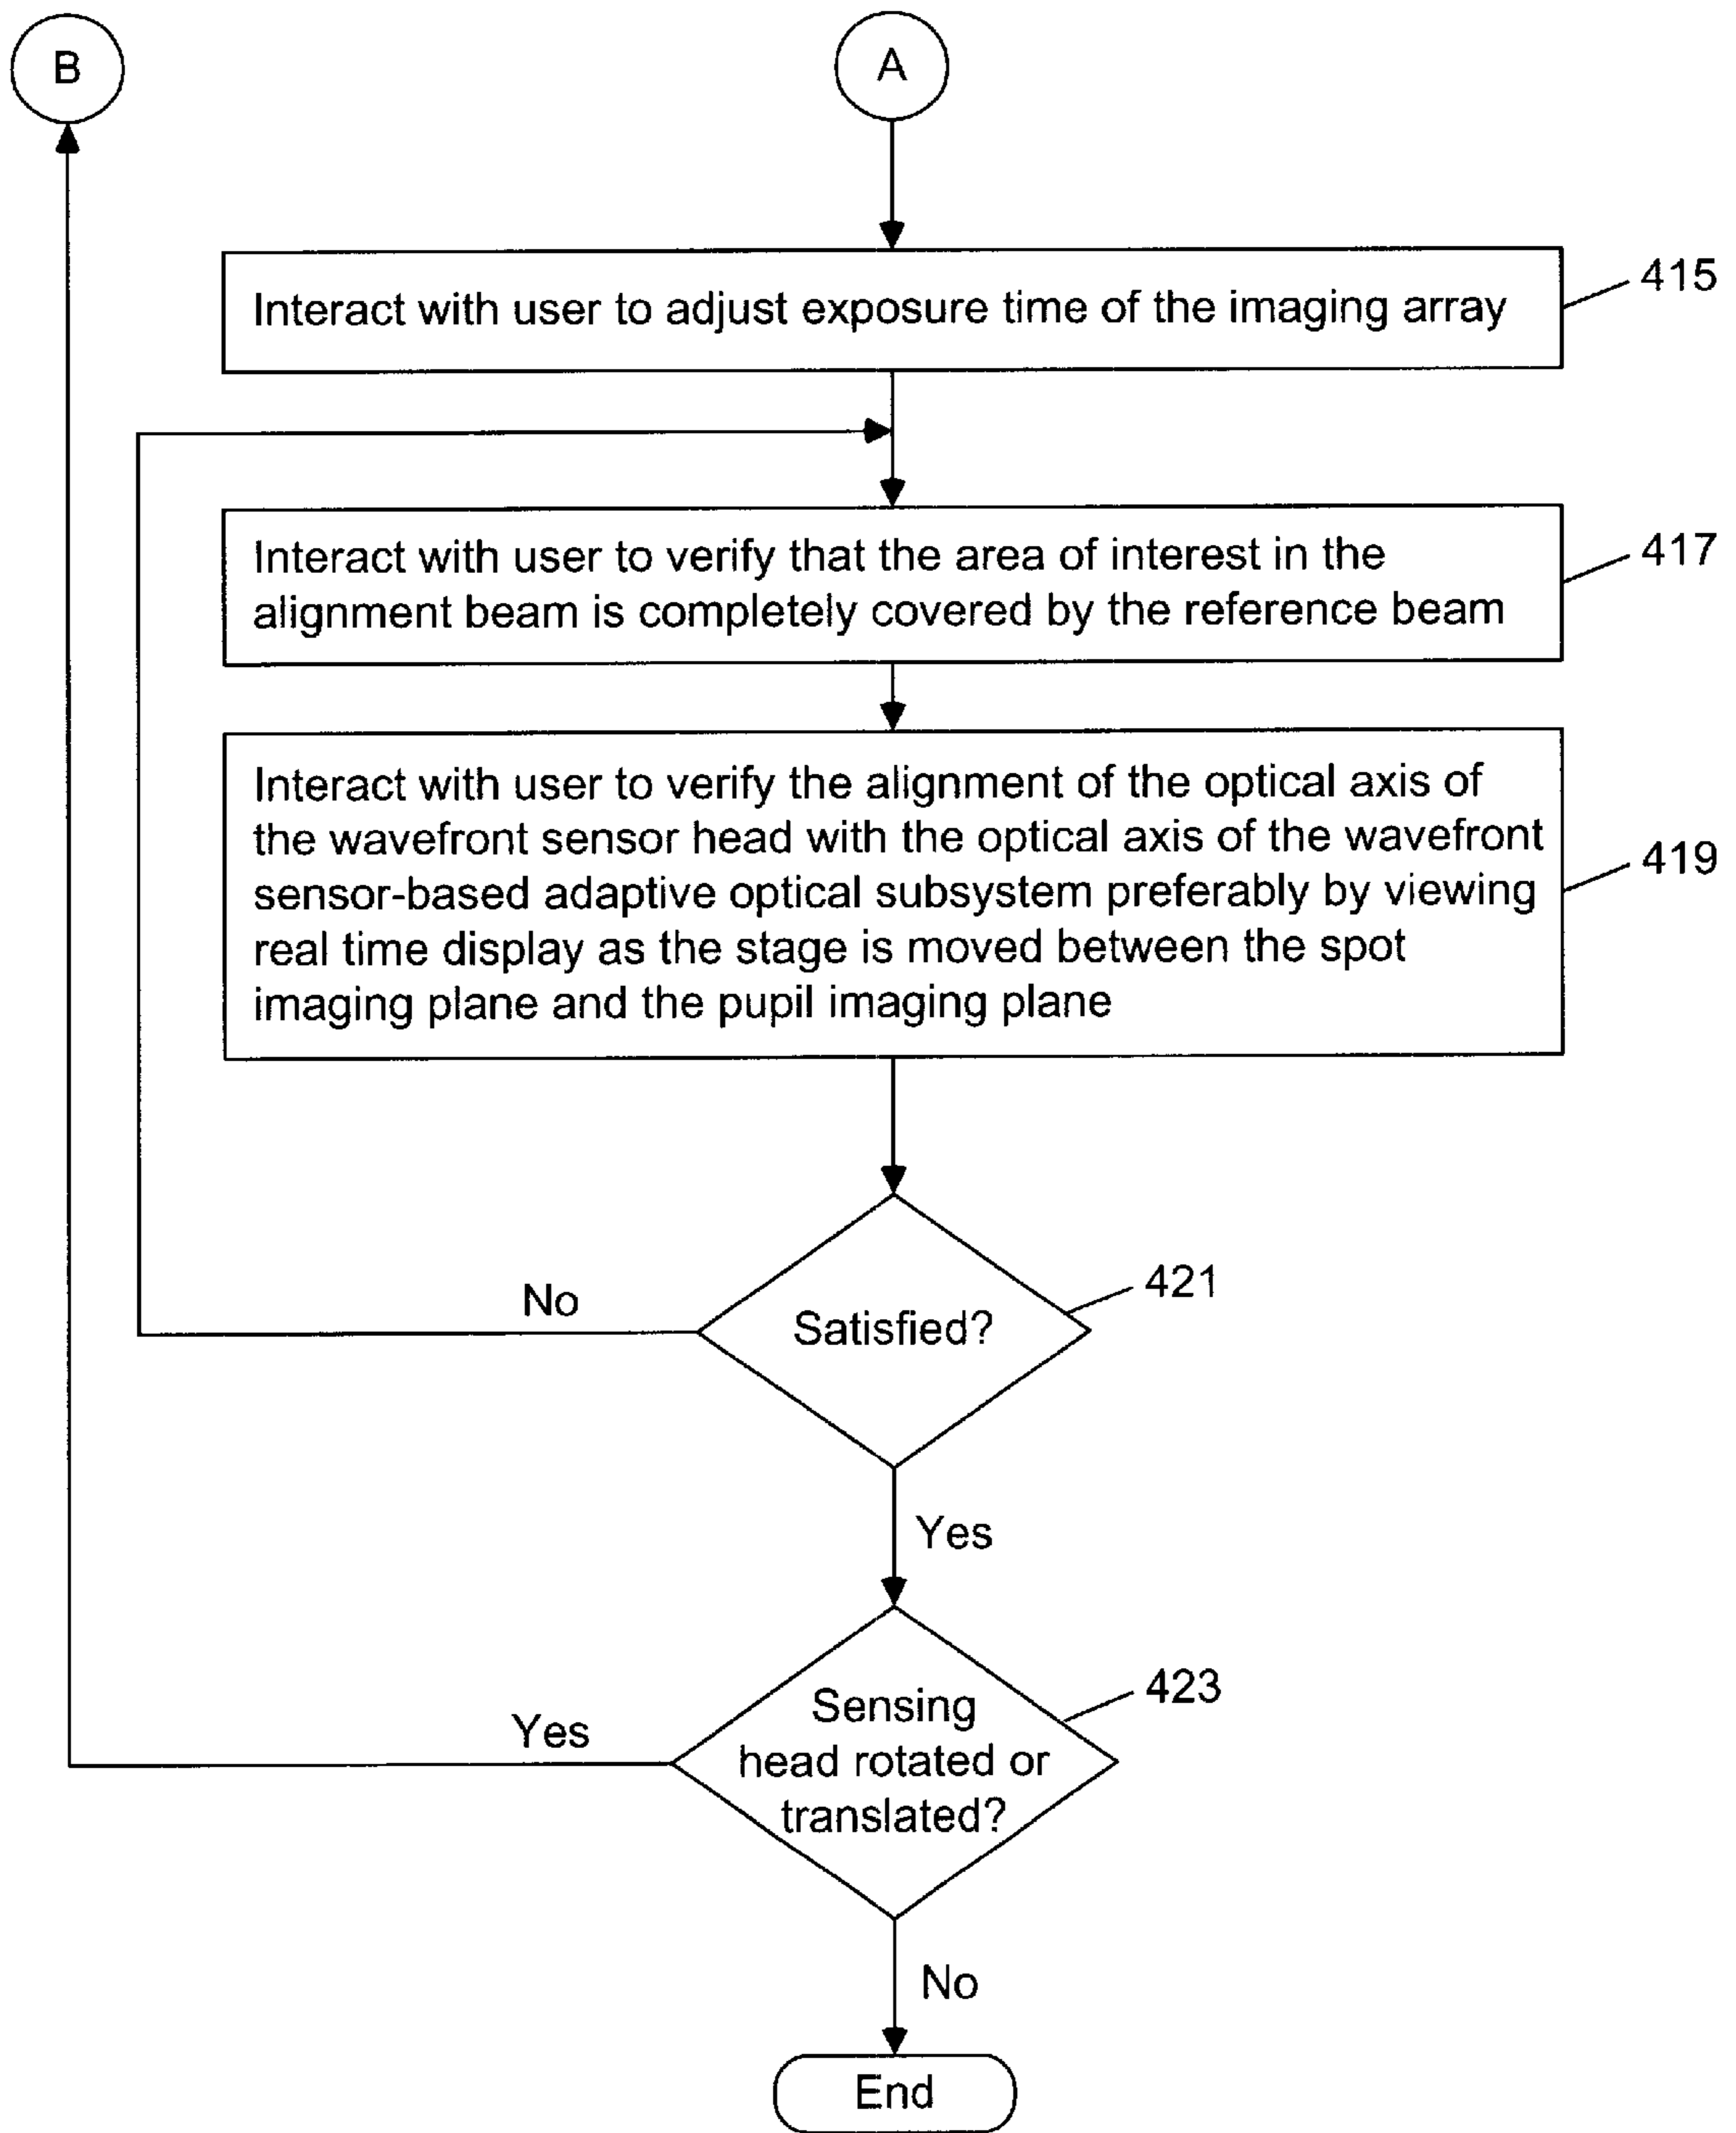 B
A
Interact with user to adjust exposure time of the imaging array
415
Interact with user to verify that the area of interest in the
alignment beam is completely covered by the reference beam
417
Interact with user to verify the alignment of the optical axis of
the wavefront sensor head with the optical axis of the wavefront
sensor-based adaptive optical subsystem preferably by viewing
real time display as the stage is moved between the spot
imaging plane and the pupil imaging plane
419
Satisfied?
421
No
Yes
Sensing
head rotated or
translated?
423
Yes
No
End